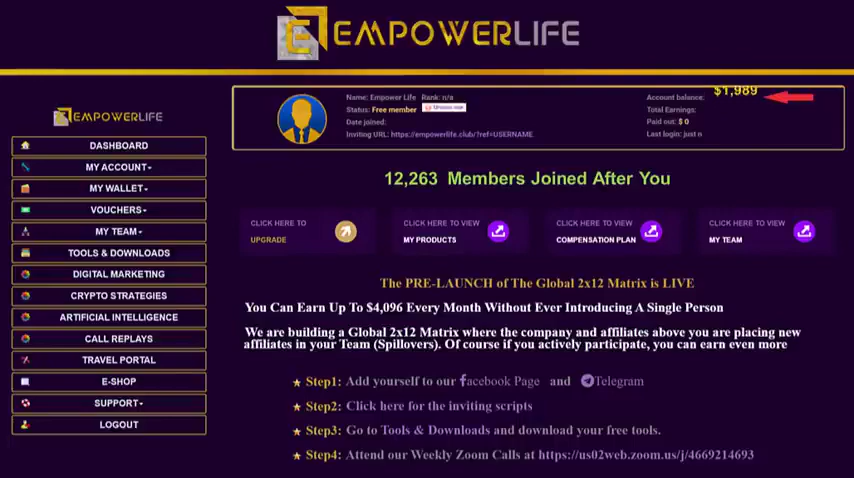 EMPOWERLIFE
EMPOWERLIFE
DASHBOARD
MY ACCOUNT
MY WALLET
VOUCHERS
MY TEAM
TOOLS & DOWNLOADS
DIGITAL MARKETING
CRYPTO STRATEGIES
ARTIFICIAL INTELLIGENCE
CALL REPLAYS
TRAVEL PORTAL
E-SHOP
SUPPORT
LOGOUT
Name: Empower Life Rank: n/a
Status: Free member
Date joined:
Inviting URL: https://empowerlife.club/?ref=USERNAME
Account balance: $1,989
Total Earnings:
Paid out: $ 0
Last login: just n
12,263 Members Joined After You
CLICK HERE TO
UPGRADE
CLICK HERE TO VIEW
MY PRODUCTS
CLICK HERE TO VIEW
COMPENSATION PLAN
CLICK HERE TO VIEW
MY TEAM
The PRE-LAUNCH of The Global 2x12 Matrix is LIVE
You Can Earn Up To $4,096 Every Month Without Ever Introducing A Single Person
We are building a Global 2x12 Matrix where the company and affiliates above you are placing new
affiliates in your Team (Spillovers). Of course if you actively participate, you can earn even more
Step1: Add yourself to our facebook Page and Telegram
Step2: Click here for the inviting scripts
Step3: Go to Tools & Downloads and download your free tools.
Step4: Attend our Weekly Zoom Calls at https://us02web.zoom.us/j/4669214693